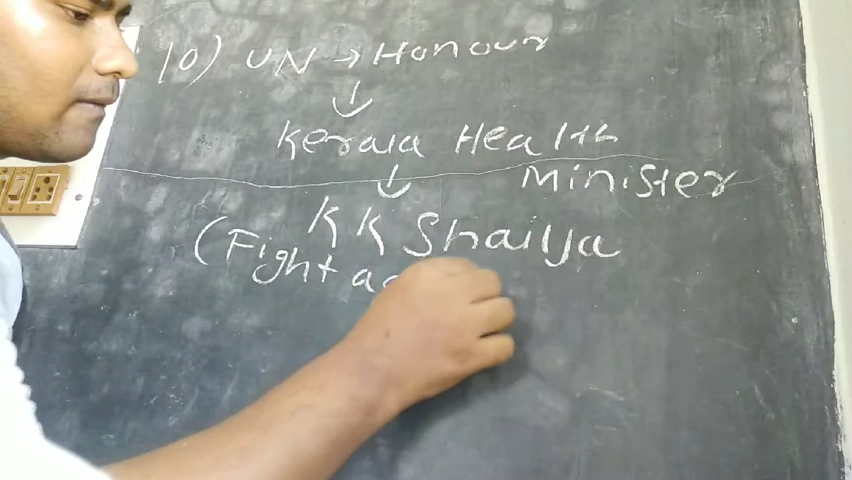 10) UN → Honour
↓
Kerala Health
Minister
↓
KK Shailja
(Fight